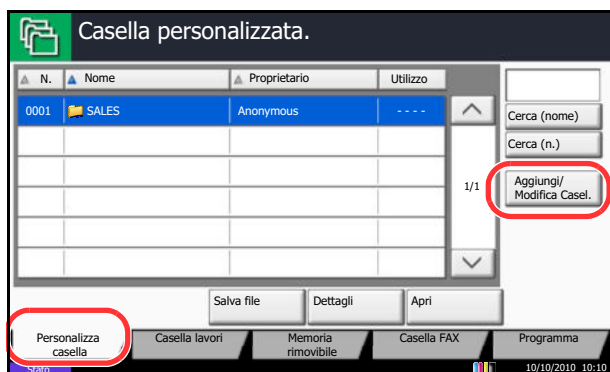 Casella personalizzata.
N. Nome Proprietario Utilizzo
0001 SALES Anonymous - - - -
Cerca (nome)
Cerca (n.)
1/1
Aggiungi/
Modifica Casel.
Salva file Dettagli Apri
Personalizza
casella
Casella lavori
Memoria
rimovibile
Casella FAX
Programma
Stato 10/10/2010 10:10